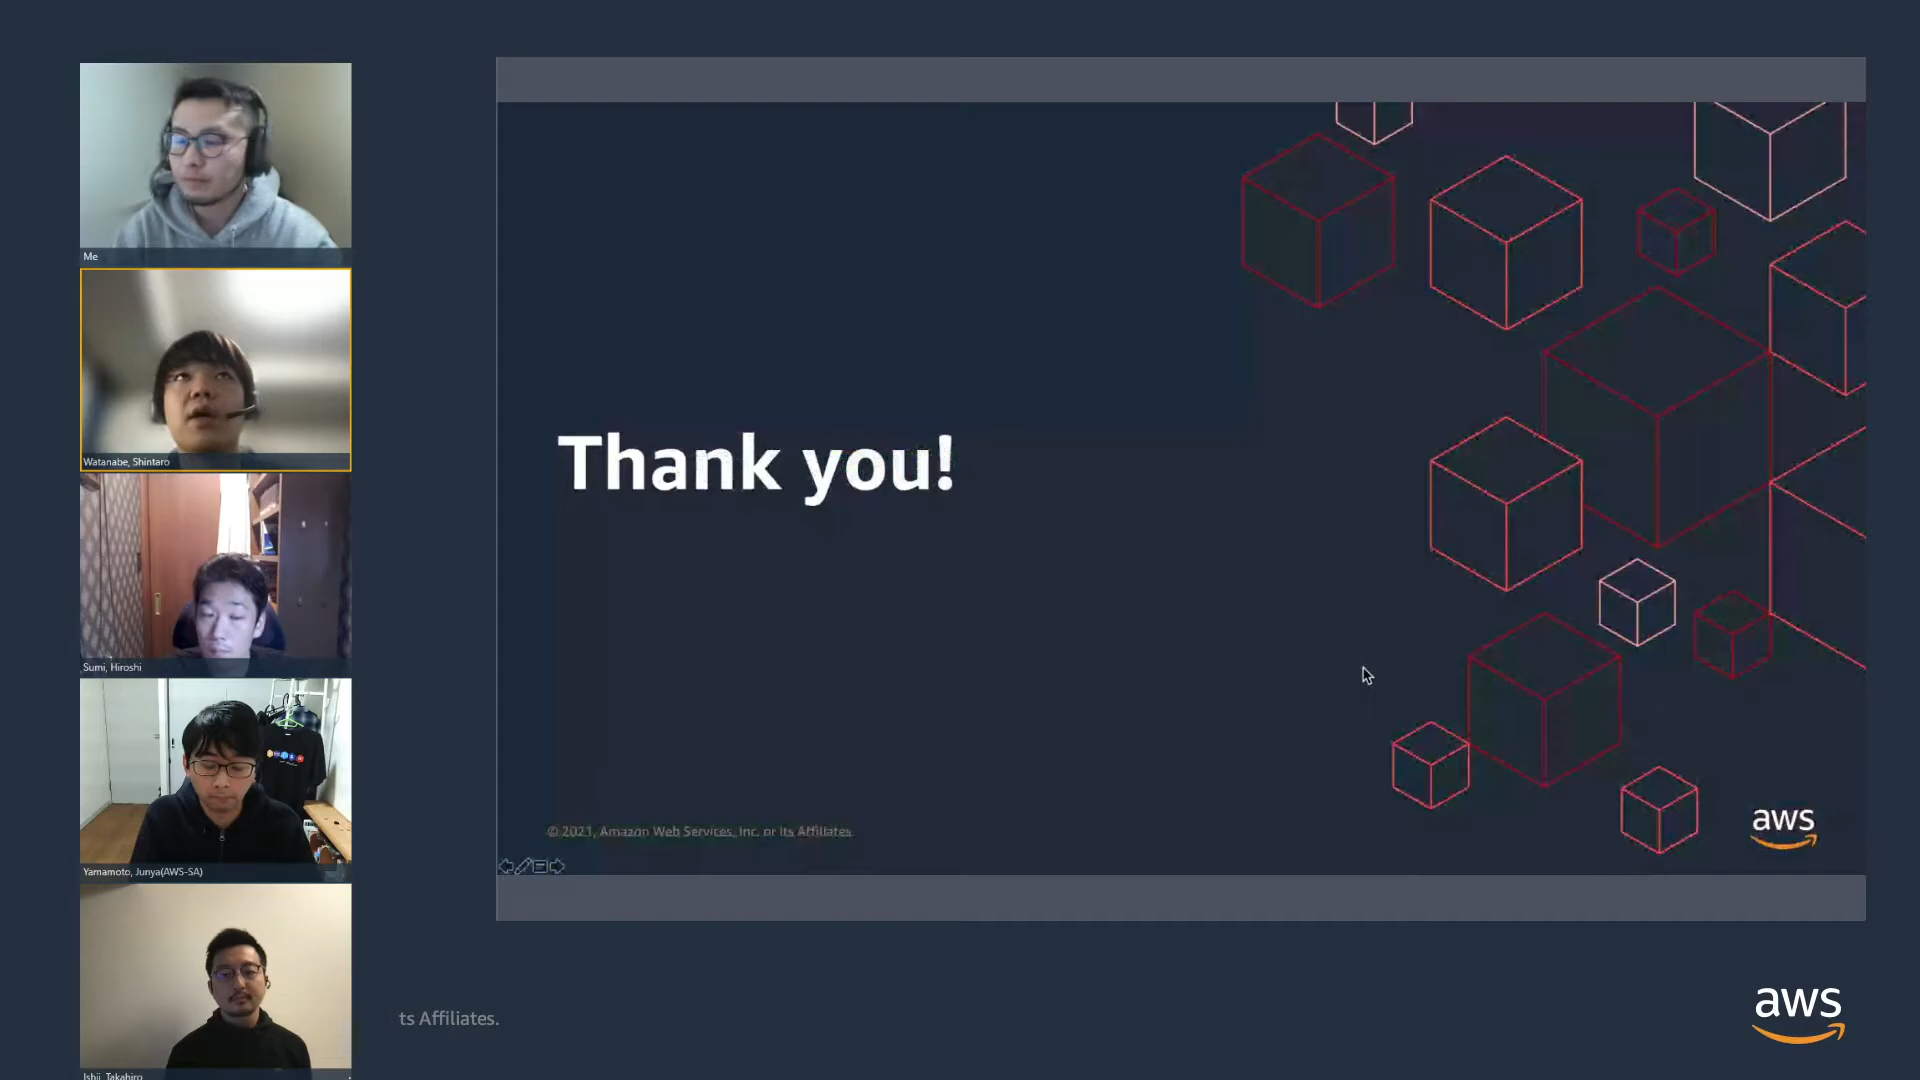 Me
Watanabe, Shintaro
Sumi, Hiroshi
Yamamoto, Junya(AWS-SA)
Ishii, Takahiro
Thank you!
© 2021, Amazon Web Services, Inc. or its Affiliates.
aws
ts Affiliates.
aws